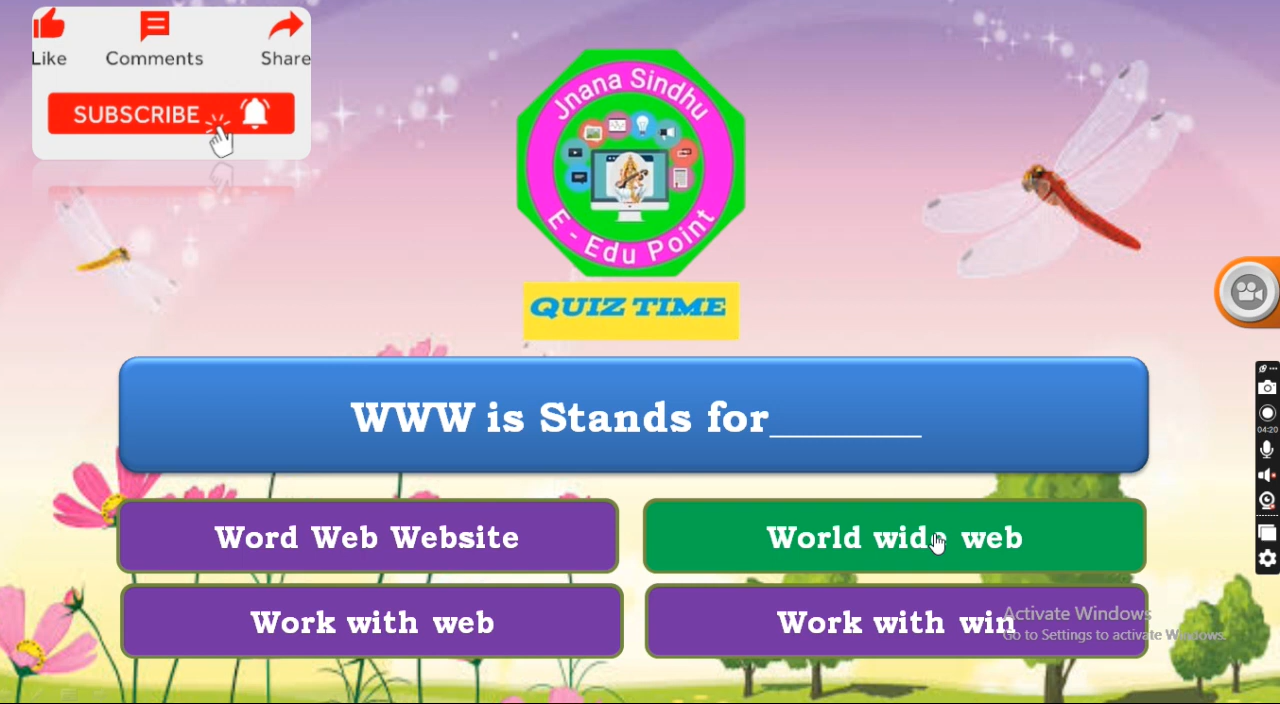 Like Comments Share
SUBSCRIBE
Jnana Sindhu
E - Edu Point
QUIZ TIME
WWW is Stands for_______
Word Web Website
World wide web
Work with web
Work with win
Activate Windows
Go to Settings to activate Windows.
04:20